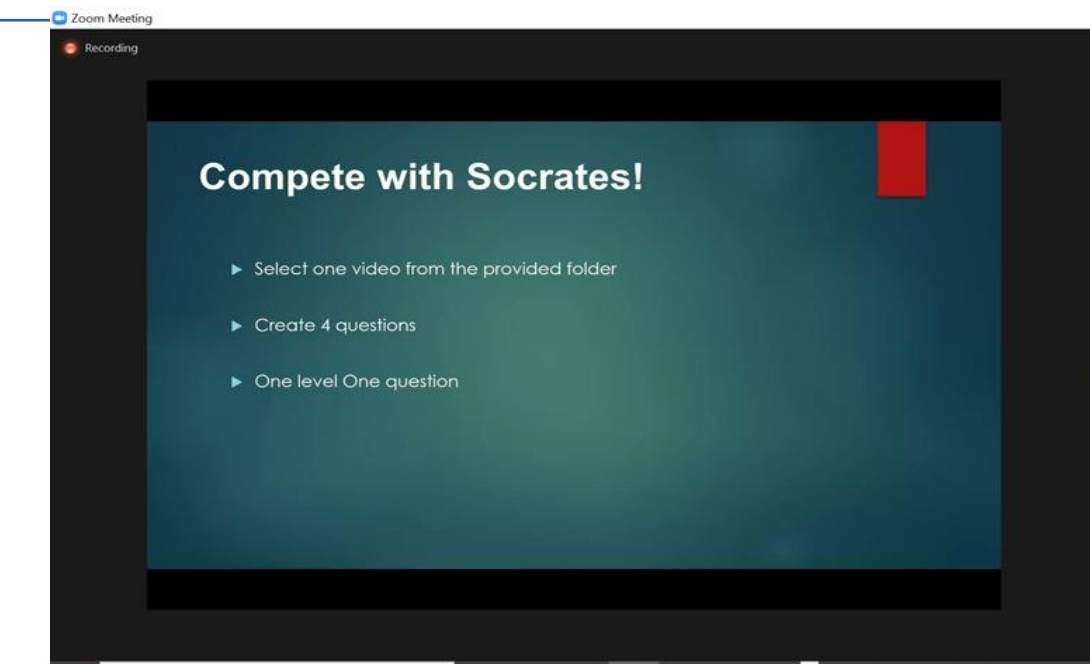 Zoom Meeting
Recording
Compete with Socrates!
Select one video from the provided folder
Create 4 questions
One level One question